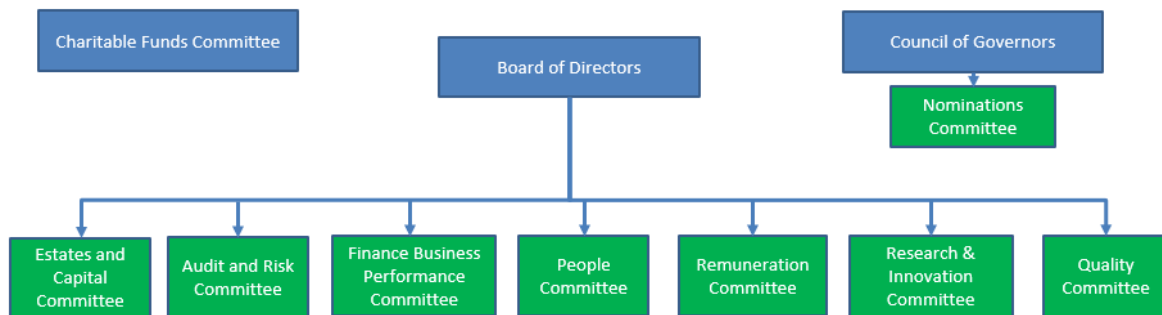 Charitable Funds Committee
Board of Directors
Council of Governors
Nominations
Committee
Estates and
Capital
Committee
Audit and Risk
Committee
Finance Business
Performance
Committee
People
Committee
Remuneration
Committee
Research &
Innovation
Committee
Quality
Committee